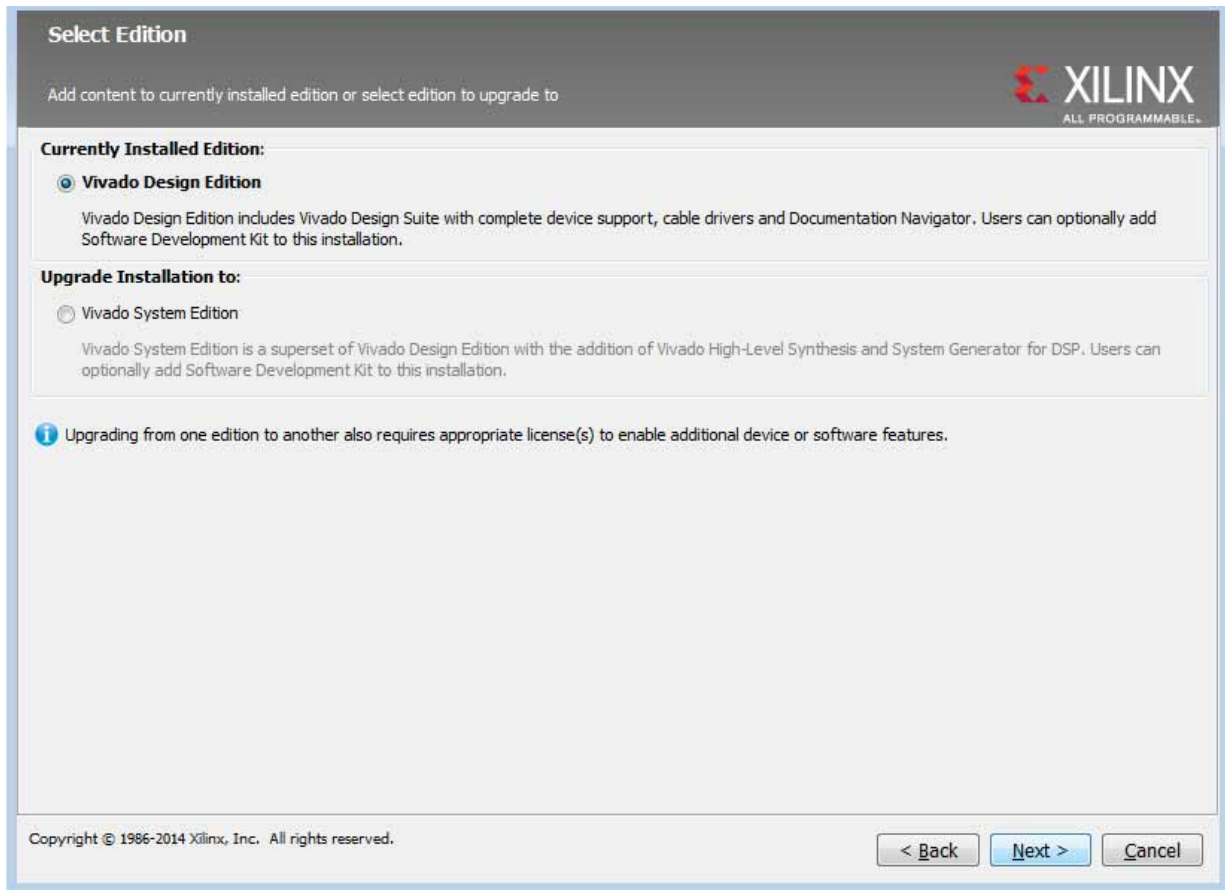 Select Edition
Add content to currently installed edition or select edition to upgrade to
XILINX
ALL PROGRAMMABLE.
Currently Installed Edition:
Vivado Design Edition
Vivado Design Edition includes Vivado Design Suite with complete device support, cable drivers and Documentation Navigator. Users can optionally add
Software Development Kit to this installation.
Upgrade Installation to:
Vivado System Edition
Vivado System Edition is a superset of Vivado Design Edition with the addition of Vivado High-Level Synthesis and System Generator for DSP. Users can
optionally add Software Development Kit to this installation.
Upgrading from one edition to another also requires appropriate license(s) to enable additional device or software features.
Copyright © 1986-2014 Xilinx, Inc. All rights reserved.
< Back Next > Cancel